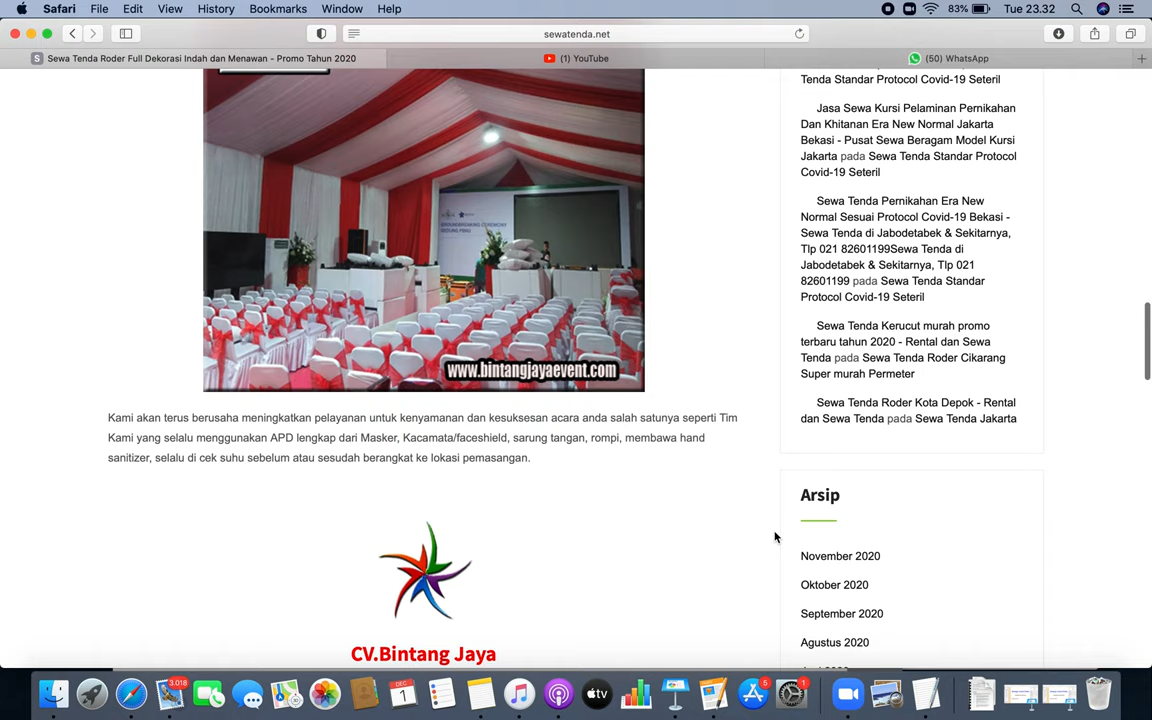 Safari File Edit View History Bookmarks Window Help 83% Tue 23.32
sewatenda.net
S Sewa Tenda Roder Full Dekorasi Indah dan Menawan - Promo Tahun 2020
(1) YouTube
(50) WhatsApp
www.bintangjayaevent.com
Kami akan terus berusaha meningkatkan pelayanan untuk kenyamanan dan kesuksesan acara anda salah satunya seperti Tim
Kami yang selalu menggunakan APD lengkap dari Masker, Kacamata/faceshield, sarung tangan, rompi, membawa hand
sanitizer, selalu di cek suhu sebelum atau sesudah berangkat ke lokasi pemasangan.
CV.Bintang Jaya
Tenda Standar Protocol Covid-19 Seteril
Jasa Sewa Kursi Pelaminan Pernikahan
Dan Khitanan Era New Normal Jakarta
Bekasi - Pusat Sewa Beragam Model Kursi
Jakarta pada Sewa Tenda Standar Protocol
Covid-19 Seteril
Sewa Tenda Pernikahan Era New
Normal Sesuai Protocol Covid-19 Bekasi -
Sewa Tenda di Jabodetabek & Sekitarnya,
Tlp 021 82601199Sewa Tenda di
Jabodetabek & Sekitarnya, Tlp 021
82601199 pada Sewa Tenda Standar
Protocol Covid-19 Seteril
Sewa Tenda Kerucut murah promo
terbaru tahun 2020 - Rental dan Sewa
Tenda pada Sewa Tenda Roder Cikarang
Super murah Permeter
Sewa Tenda Roder Kota Depok - Rental
dan Sewa Tenda pada Sewa Tenda Jakarta
Arsip
November 2020
Oktober 2020
September 2020
Agustus 2020
3.018
DEC
1
tv
5
1